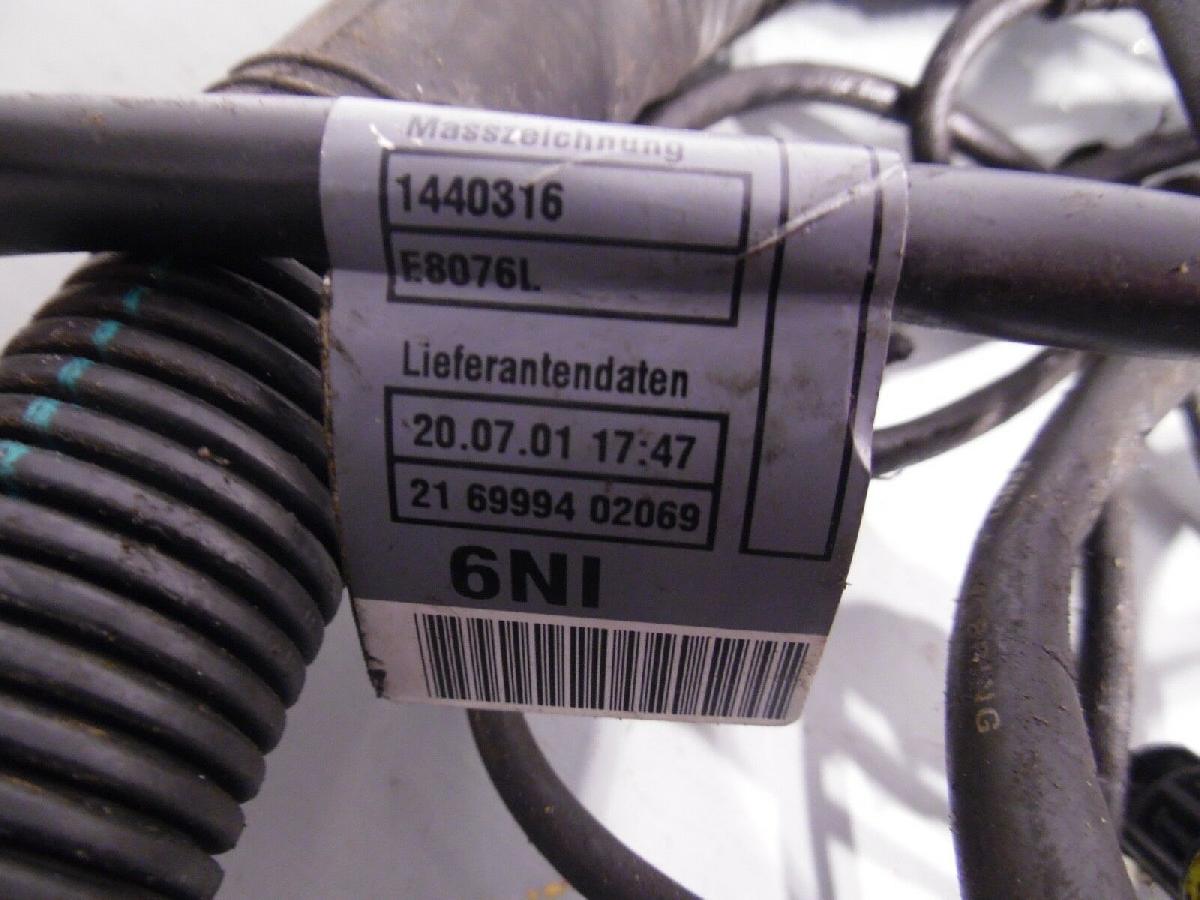 Masszeichnung
1440316
E8076L
Lieferantendaten
20.07.01 17:47
21 69994 02069
6NI